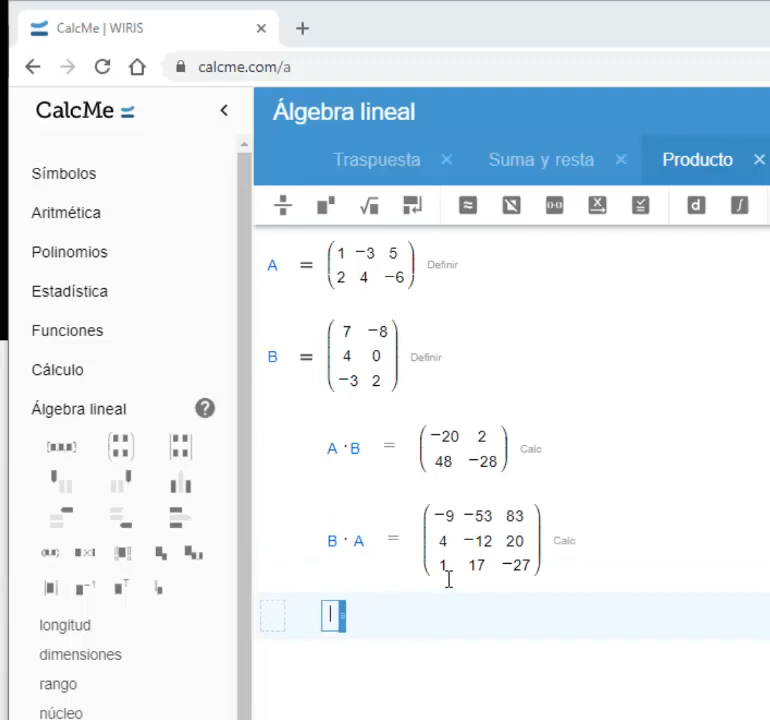 CalcMe | WIRIS
calcme.com/a
CalcMe
Álgebra lineal
Traspuesta
Suma y resta
Producto
Símbolos
Aritmética
Polinomios
Estadística
Funciones
Cálculo
Álgebra lineal
longitud
dimensiones
rango
núcleo
A = (1 −3 5
2 4 −6) Definir
B = (7 −8
4 0
−3 2) Definir
A · B = (−20 2
48 −28) Calc
B · A = (−9 −53 83
4 −12 20
1 17 −27) Calc